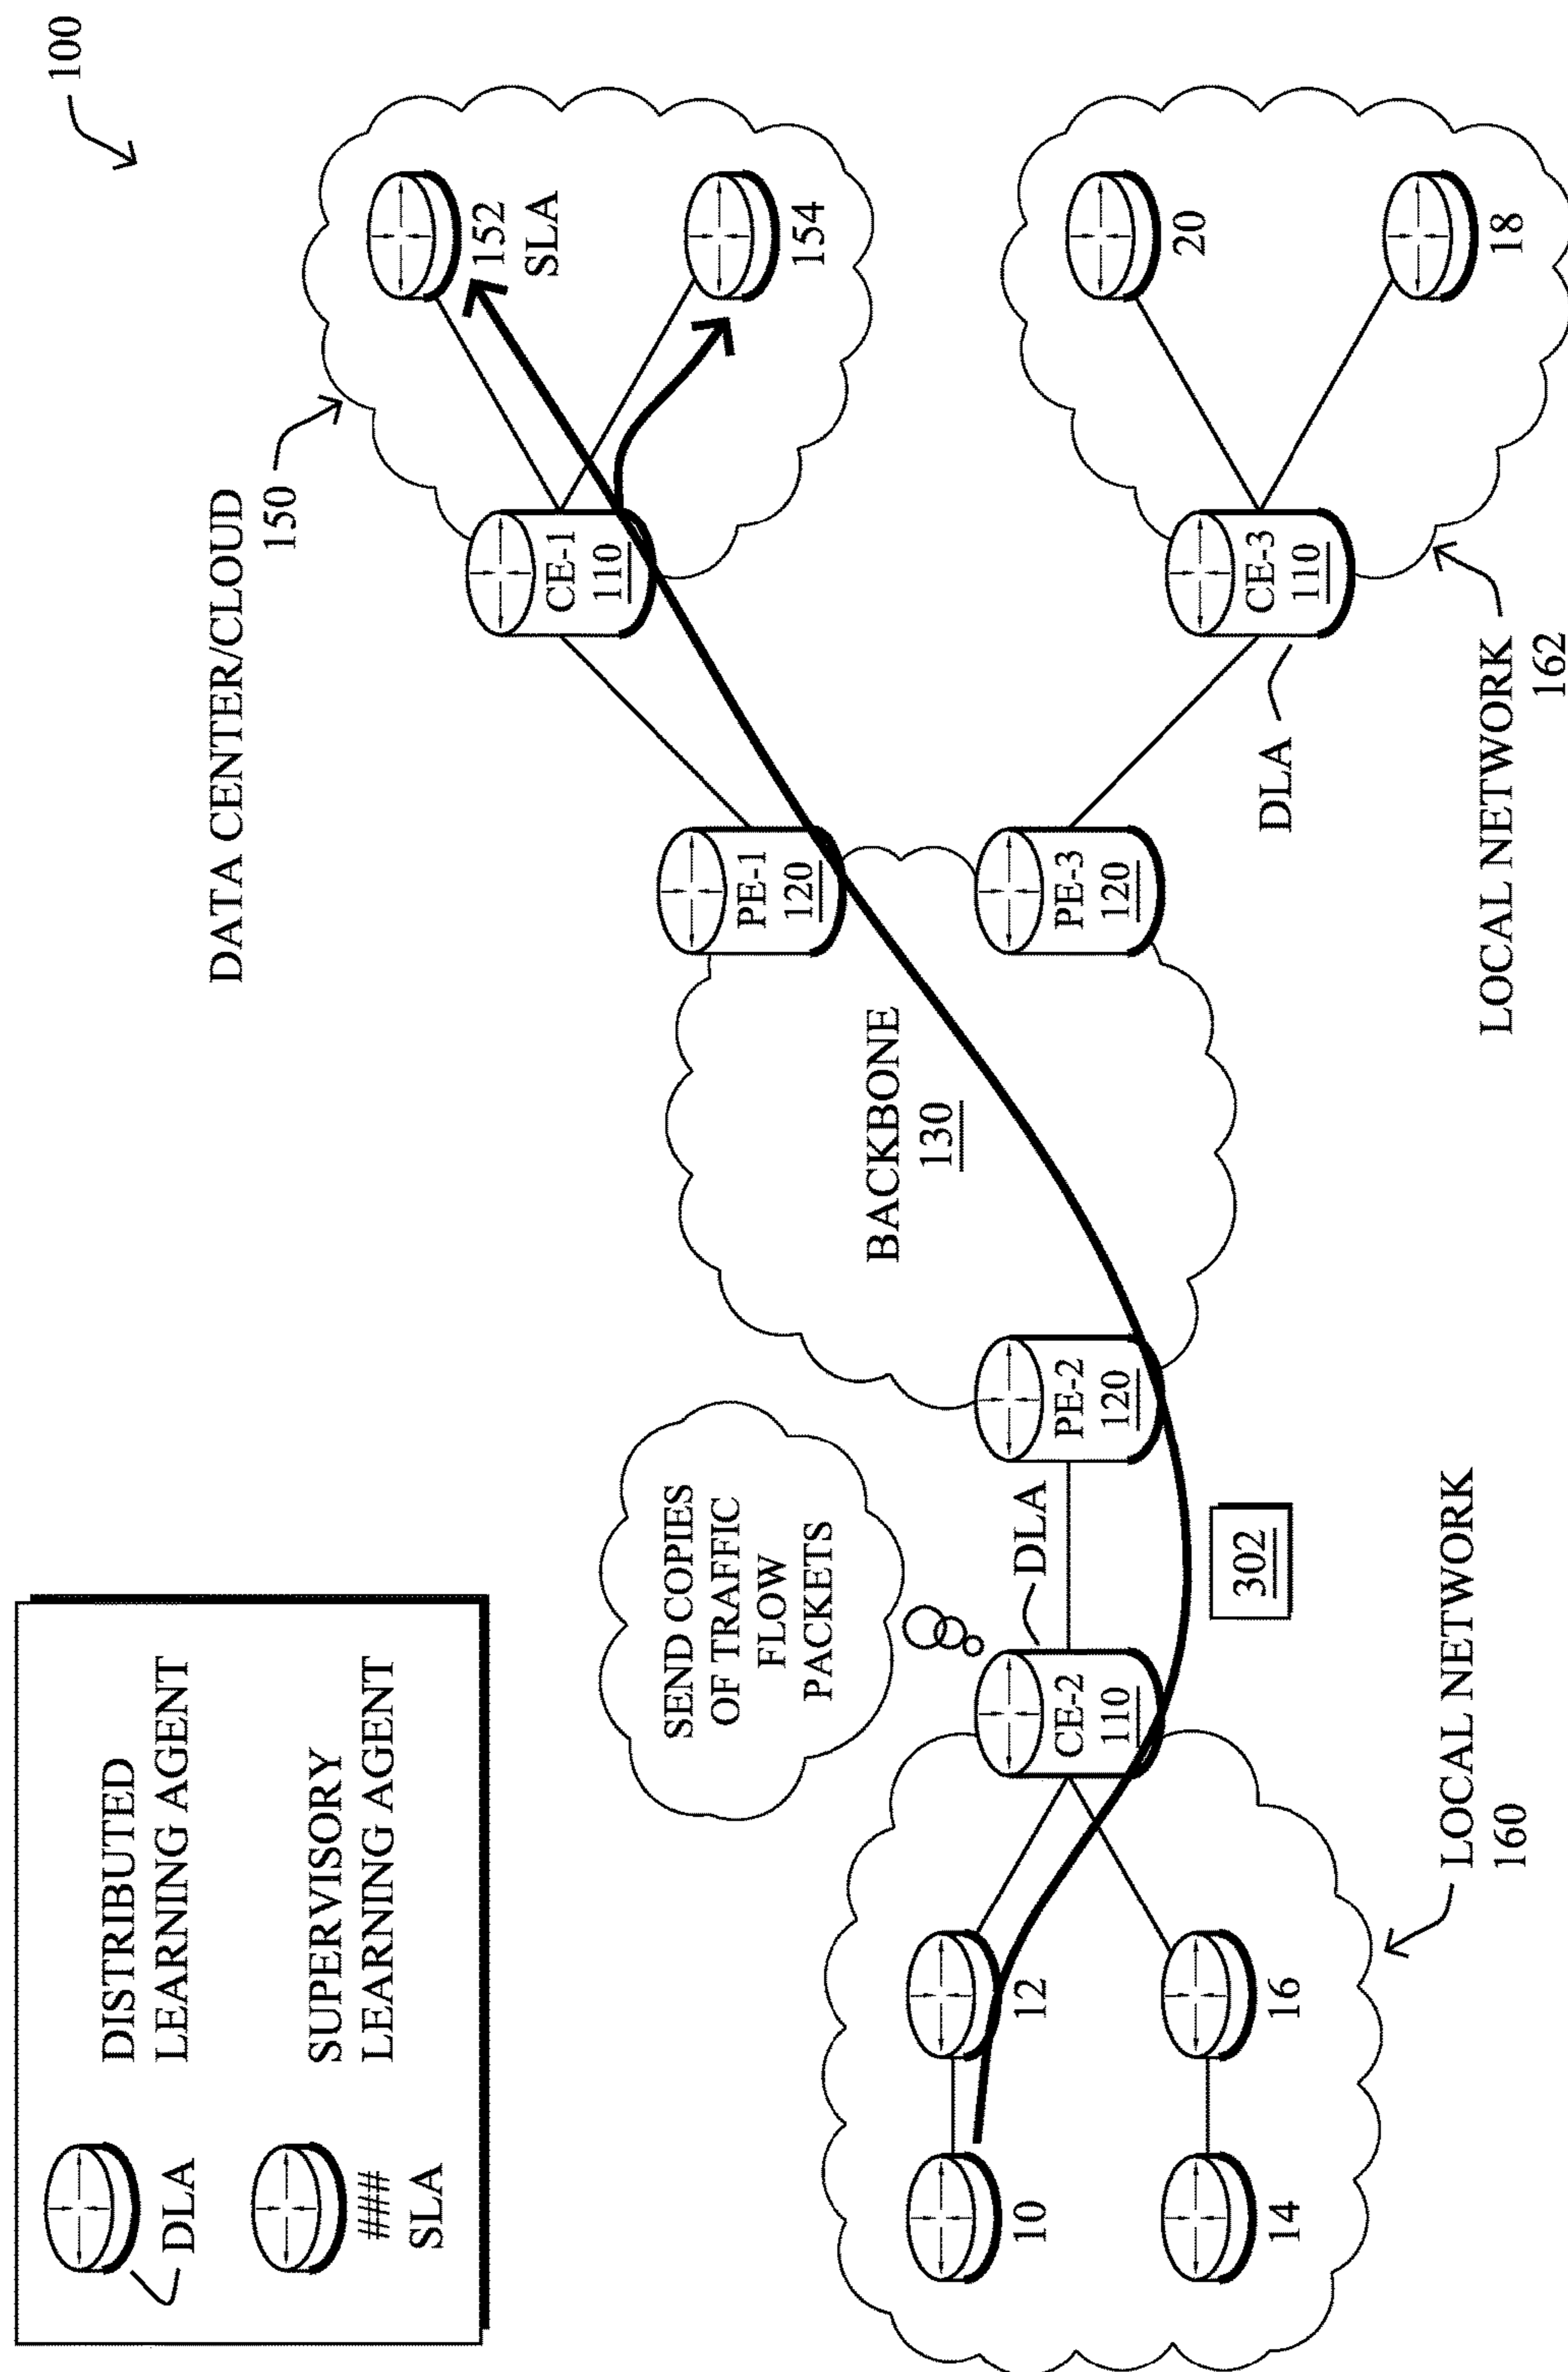 100
DLA
DISTRIBUTED
LEARNING AGENT
###
SLA
SUPERVISORY
LEARNING AGENT
DATA CENTER/CLOUD
150
152
SLA
154
CE-1
110
PE-1
120
BACKBONE
130
SEND COPIES
OF TRAFFIC
FLOW
PACKETS
PE-2
120
PE-3
120
DLA
CE-2
110
302
10
12
14
16
LOCAL NETWORK
160
20
18
CE-3
110
DLA
LOCAL NETWORK
162